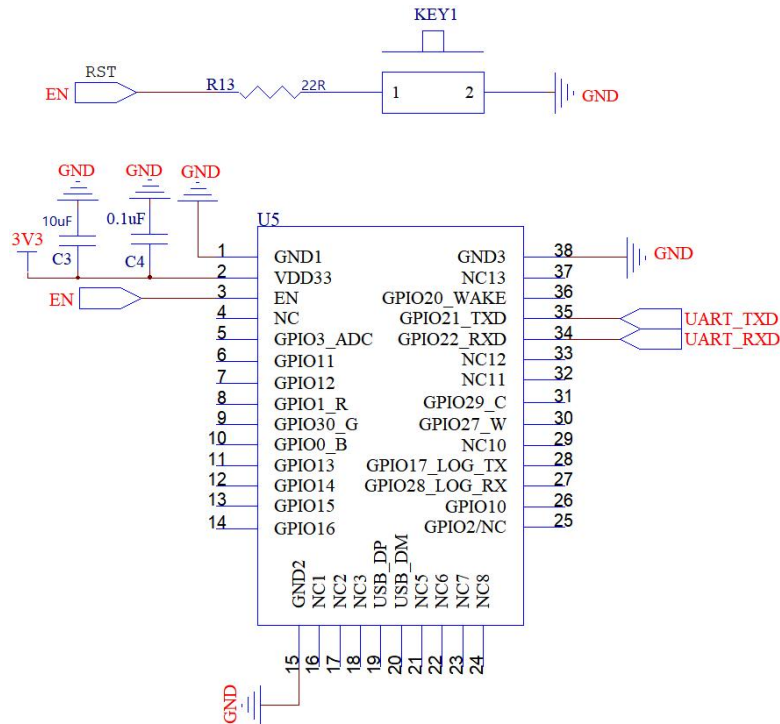 KEY1
RST
EN
R13
22R
1
2
GND
GND
GND
GND
10uF
0.1uF
3V3
C3
C4
EN
U5
1 GND1
2 VDD33
3 EN
4 NC
5 GPIO3_ADC
6 GPIO11
7 GPIO12
8 GPIO1_R
9 GPIO30_G
10 GPIO0_B
11 GPIO13
12 GPIO14
13 GPIO15
14 GPIO16
GND3 38
GND
NC13 37
GPIO20_WAKE 36
GPIO21_TXD 35
UART_TXD
GPIO22_RXD 34
UART_RXD
NC12 33
NC11 32
GPIO29_C 31
GPIO27_W 30
NC10 29
GPIO17_LOG_TX 28
GPIO28_LOG_RX 27
GPIO10 26
GPIO2/NC 25
GND2 15
NC1 16
NC2 17
NC3 18
USB_DP 19
USB_DM 20
NC5 21
NC6 22
NC7 23
NC8 24
GND